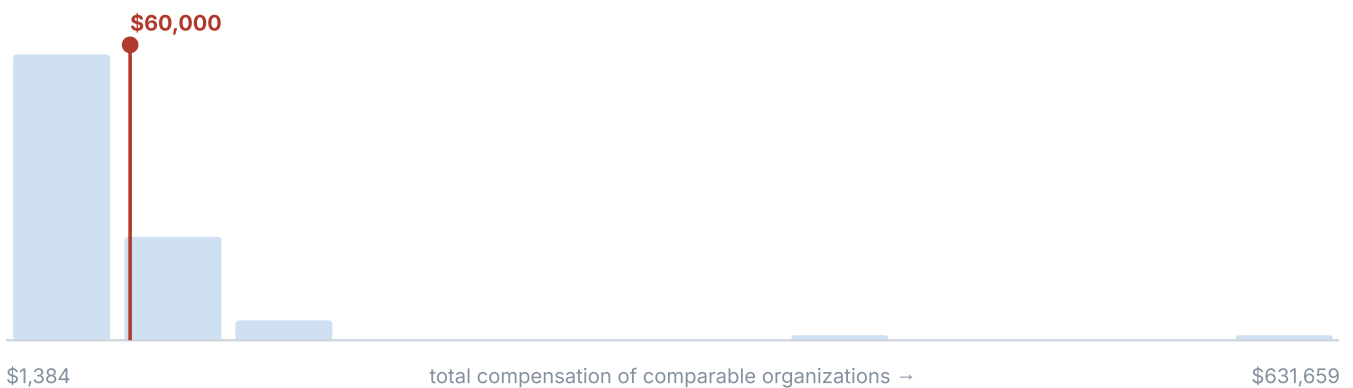 $60,000
$1,384 total compensation of comparable organizations → $631,659